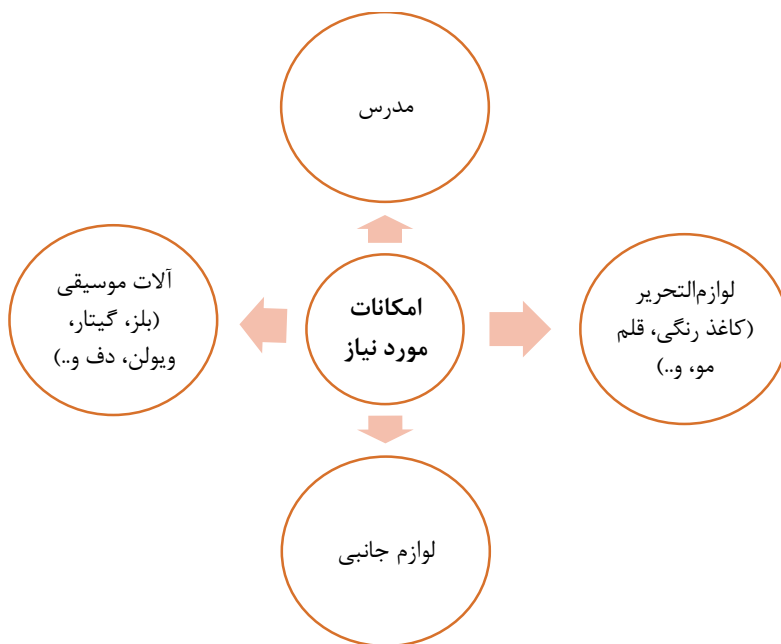 مدرس
لوازم‌التحریر
(کاغذ رنگی، قلم
مو، و..)
امکانات
مورد نیاز
آلات موسیقی
(بلز، گیتار،
ویولن، دف و..)
لوازم جانبی